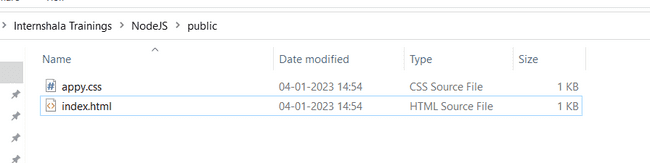 Internshala Trainings > NodeJS > public
Name Date modified Type Size
appy.css 04-01-2023 14:54 CSS Source File 1 KB
index.html 04-01-2023 14:54 HTML Source File 1 KB